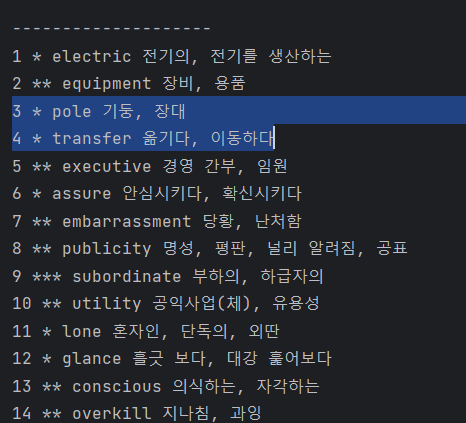 --------------------
1 * electric 전기의, 전기를 생산하는
2 ** equipment 장비, 용품
3 * pole 기둥, 장대
4 * transfer 옮기다, 이동하다
5 ** executive 경영 간부, 임원
6 * assure 안심시키다, 확신시키다
7 ** embarrassment 당황, 난처함
8 ** publicity 명성, 평판, 널리 알려짐, 공표
9 *** subordinate 부하의, 하급자의
10 ** utility 공익사업(체), 유용성
11 * lone 혼자인, 단독의, 외딴
12 * glance 흘긋 보다, 대강 훑어보다
13 ** conscious 의식하는, 자각하는
14 ** overkill 지나침, 과잉